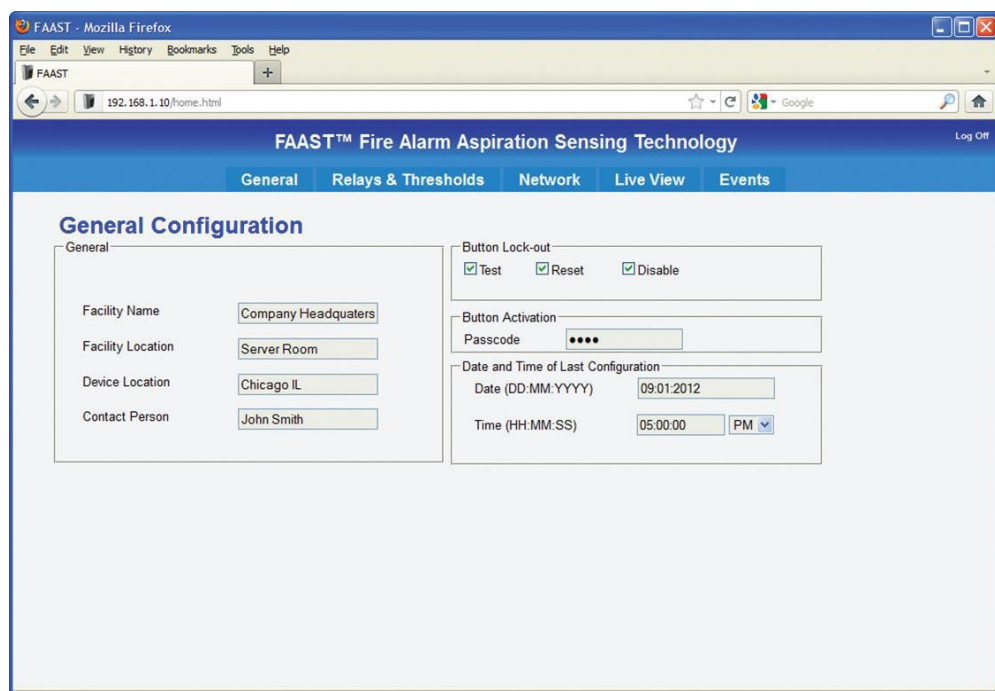 FAAST - Mozilla Firefox
File Edit View History Bookmarks Tools Help
FAAST
192.168.1.10/home.html
Google
FAAST™ Fire Alarm Aspiration Sensing Technology
Log Off
General Relays & Thresholds Network Live View Events
General Configuration
General
Facility Name Company Headquaters
Facility Location Server Room
Device Location Chicago IL
Contact Person John Smith
Button Lock-out
Test Reset Disable
Button Activation
Passcode ••••
Date and Time of Last Configuration
Date (DD:MM:YYYY) 09:01:2012
Time (HH:MM:SS) 05:00:00 PM